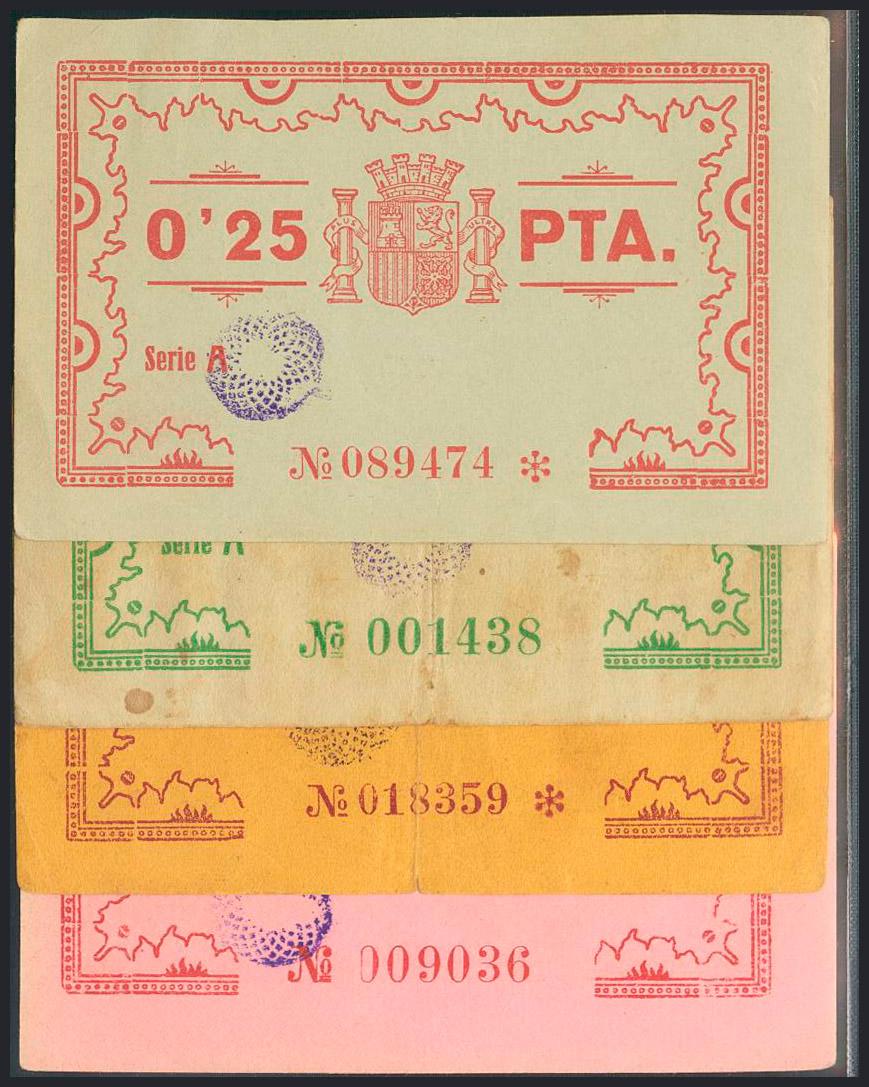 0'25 PTA.
PLUS ULTRA
Serie A
№ 089474 *
Serie A
№ 001438
№ 018359 *
№ 009036